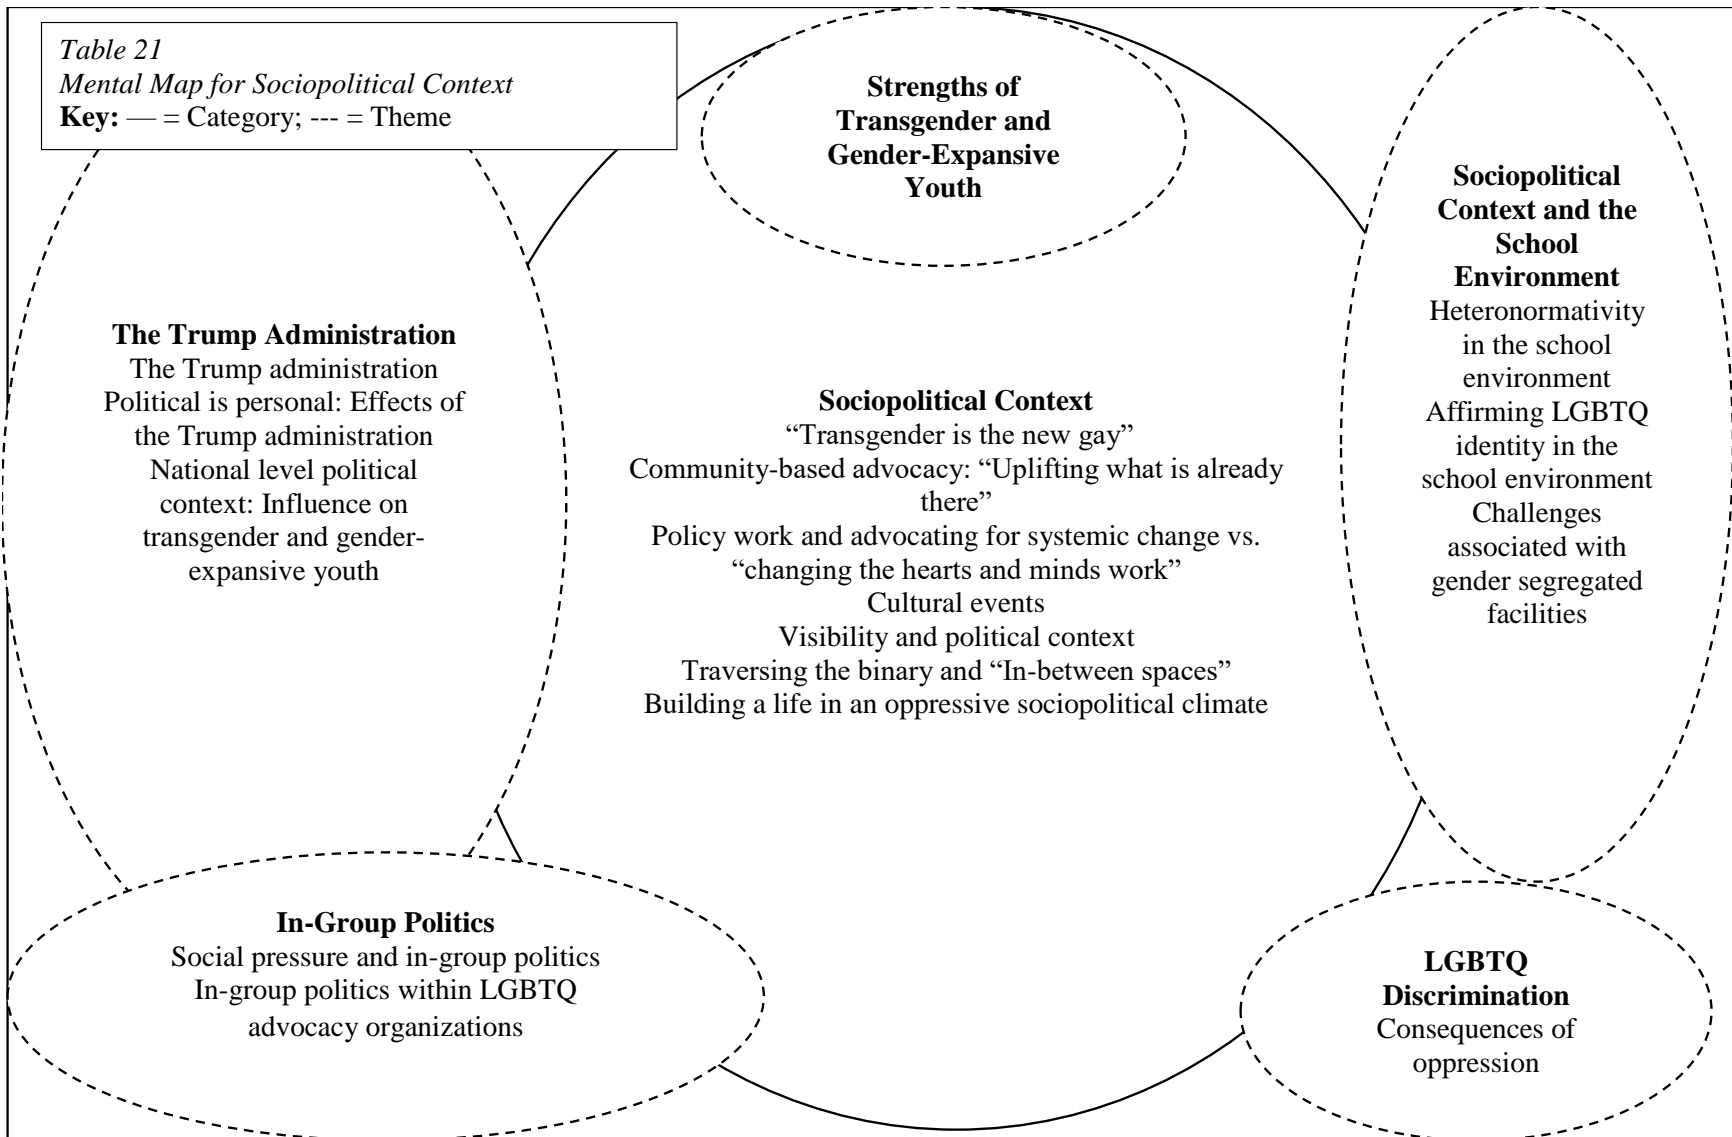 Table 21
Mental Map for Sociopolitical Context
Key: — = Category; --- = Theme
Strengths of
Transgender and
Gender-Expansive
Youth
Sociopolitical
Context and the
School
Environment
Heteronormativity
in the school
environment
Affirming LGBTQ
identity in the
school environment
Challenges
associated with
gender segregated
facilities
The Trump Administration
The Trump administration
Political is personal: Effects of
the Trump administration
National level political
context: Influence on
transgender and gender-
expansive youth
Sociopolitical Context
“Transgender is the new gay”
Community-based advocacy: “Uplifting what is already
there”
Policy work and advocating for systemic change vs.
“changing the hearts and minds work”
Cultural events
Visibility and political context
Traversing the binary and “In-between spaces”
Building a life in an oppressive sociopolitical climate
In-Group Politics
Social pressure and in-group politics
In-group politics within LGBTQ
advocacy organizations
LGBTQ
Discrimination
Consequences of
oppression